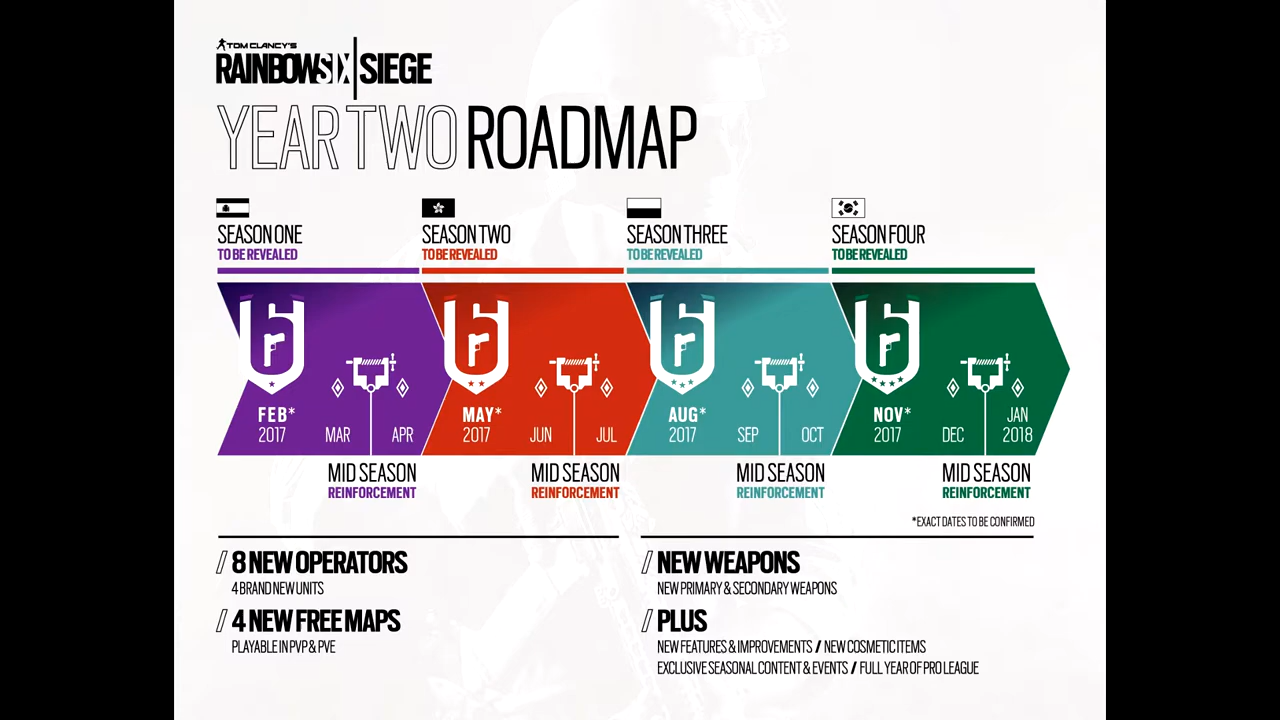 TOM CLANCY'S
RAINBOWSIX|SIEGE
YEAR TWO ROADMAP
SEASON ONE
TO BE REVEALED
SEASON TWO
TO BE REVEALED
SEASON THREE
TO BE REVEALED
SEASON FOUR
TO BE REVEALED
FEB*
2017
MAR
APR
MAY*
2017
JUN
JUL
AUG*
2017
SEP
OCT
NOV*
2017
DEC
JAN
2018
MID SEASON
REINFORCEMENT
MID SEASON
REINFORCEMENT
MID SEASON
REINFORCEMENT
MID SEASON
REINFORCEMENT
*EXACT DATES TO BE CONFIRMED
// 8 NEW OPERATORS
4 BRAND NEW UNITS
// 4 NEW FREE MAPS
PLAYABLE IN PVP & PVE
// NEW WEAPONS
NEW PRIMARY & SECONDARY WEAPONS
// PLUS
NEW FEATURES & IMPROVEMENTS // NEW COSMETIC ITEMS
EXCLUSIVE SEASONAL CONTENT & EVENTS // FULL YEAR OF PRO LEAGUE